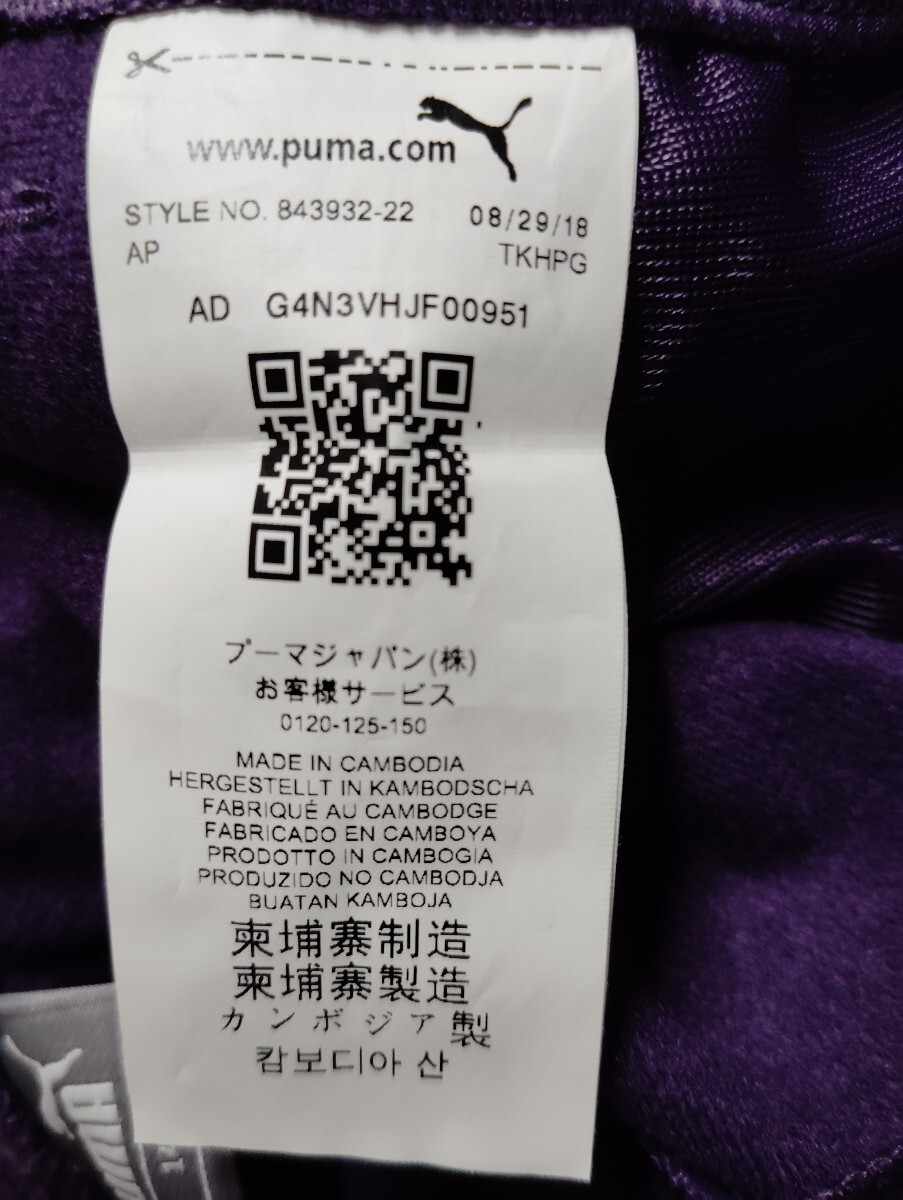 www.puma.com
STYLE NO. 843932-22 08/29/18
AP TKHPG
AD G4N3VHJF00951
プーマジャパン(株)
お客様サービス
0120-125-150
MADE IN CAMBODIA
HERGESTELLT IN KAMBODSCHA
FABRIQUÉ AU CAMBODGE
FABRICADO EN CAMBOYA
PRODOTTO IN CAMBOGIA
PRODUZIDO NO CAMBODJA
BUATAN KAMBOJA
柬埔寨制造
柬埔寨製造
カンボジア製
캄보디아 산